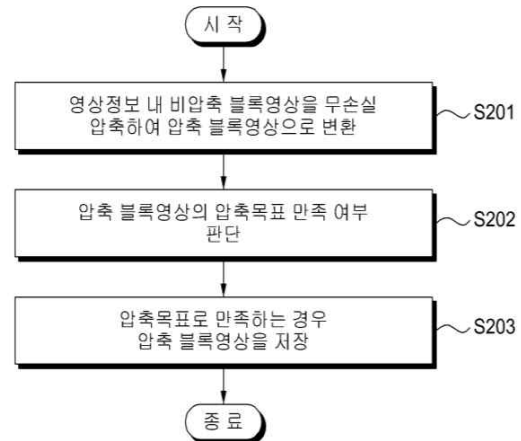 시 작
영상정보 내 비압축 블록영상을 무손실
압축하여 압축 블록영상으로 변환
S201
압축 블록영상의 압축목표 만족 여부
판단
S202
압축목표로 만족하는 경우
압축 블록영상을 저장
S203
종 료